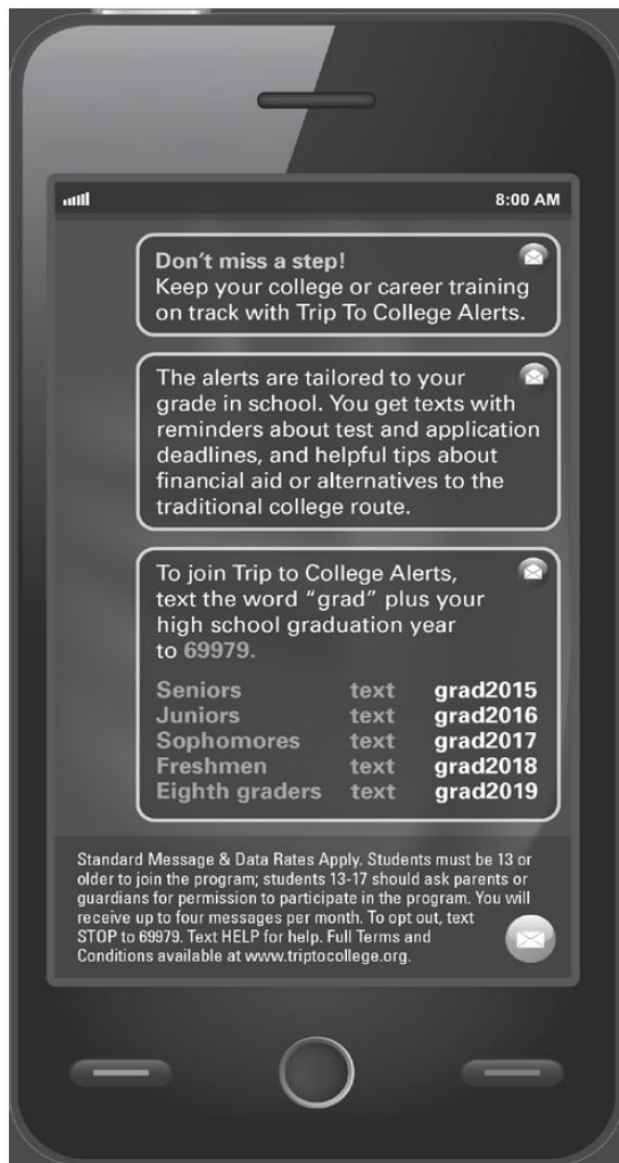 8:00 AM
Don't miss a step!
Keep your college or career training
on track with Trip To College Alerts.
The alerts are tailored to your
grade in school. You get texts with
reminders about test and application
deadlines, and helpful tips about
financial aid or alternatives to the
traditional college route.
To join Trip to College Alerts,
text the word “grad” plus your
high school graduation year
to 69979.
Seniors text grad2015
Juniors text grad2016
Sophomores text grad2017
Freshmen text grad2018
Eighth graders text grad2019
Standard Message & Data Rates Apply. Students must be 13 or
older to join the program; students 13-17 should ask parents or
guardians for permission to participate in the program. You will
receive up to four messages per month. To opt out, text
STOP to 69979. Text HELP for help. Full Terms and
Conditions available at www.triptocollege.org.